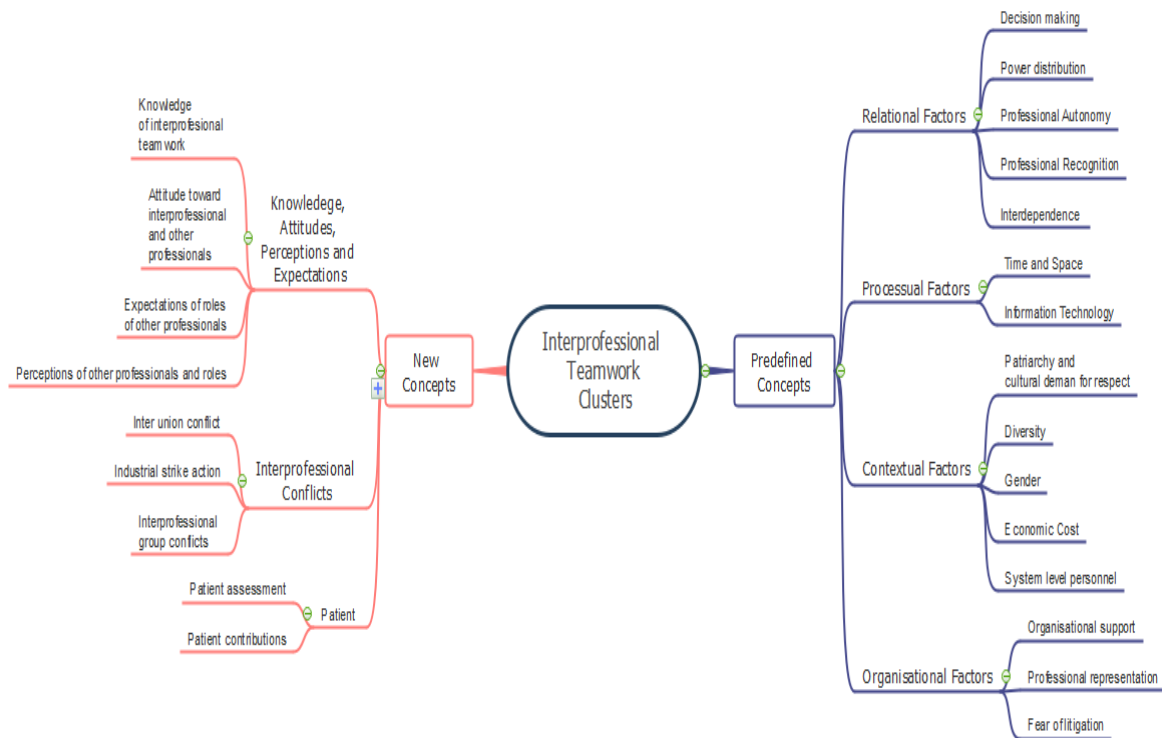 Interprofessional
Teamwork
Clusters
New
Concepts
Knowledege,
Attitudes,
Perceptions and
Expectations
Knowledge
of interprofesional
teamwork
Attitude toward
interprofessional
and other
professionals
Expectations of roles
of other professionals
Perceptions of other professionals and roles
Interprofessional
Conflicts
Inter union conflict
Industrial strike action
Interprofessional
group conflicts
Patient
Patient assessment
Patient contributions
Predefined
Concepts
Relational Factors
Decision making
Power distribution
Professional Autonomy
Professional Recognition
Interdependence
Processual Factors
Time and Space
Information Technology
Contextual Factors
Patriarchy and
cultural deman for respect
Diversity
Gender
Economic Cost
System level personnel
Organisational Factors
Organisational support
Professional representation
Fear of litigation